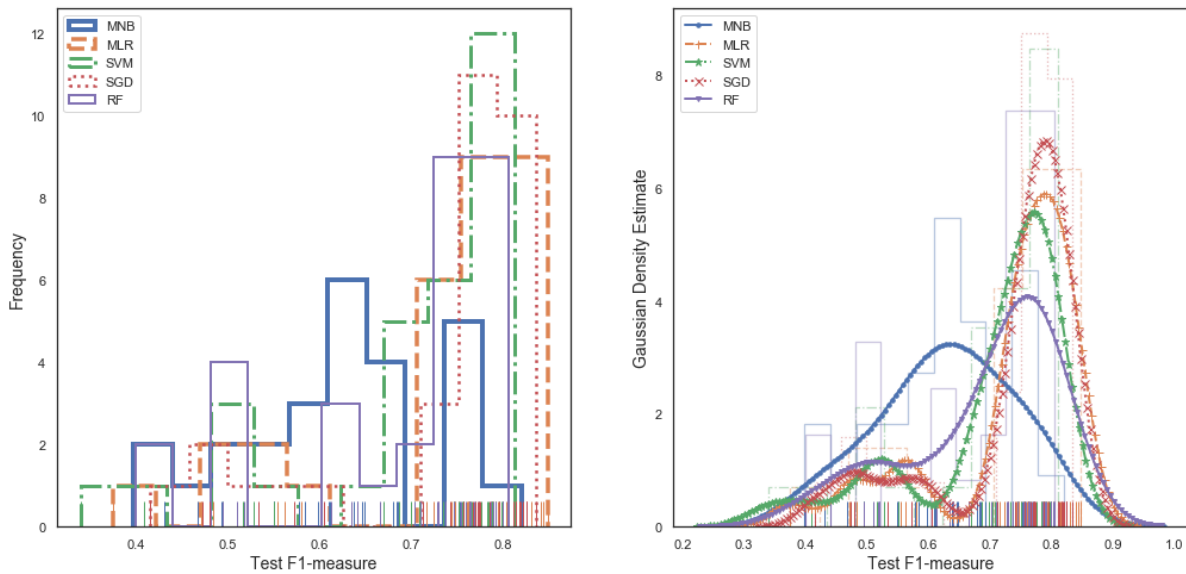 MNB
MLR
SVM
SGD
RF
12
10
8
6
4
2
0
Frequency
0.4 0.5 0.6 0.7 0.8
Test F1-measure
MNB
MLR
SVM
SGD
RF
8
6
4
2
0
Gaussian Density Estimate
0.2 0.3 0.4 0.5 0.6 0.7 0.8 0.9 1.0
Test F1-measure